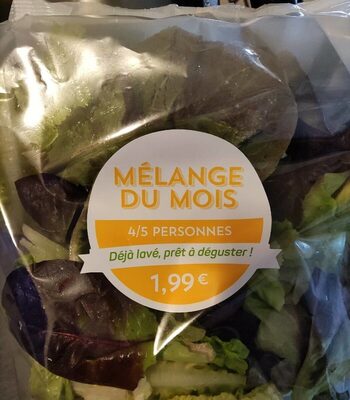 MÉLANGE
DU MOIS
4/5 PERSONNES
Déjà lavé, prêt à déguster !
1,99 €